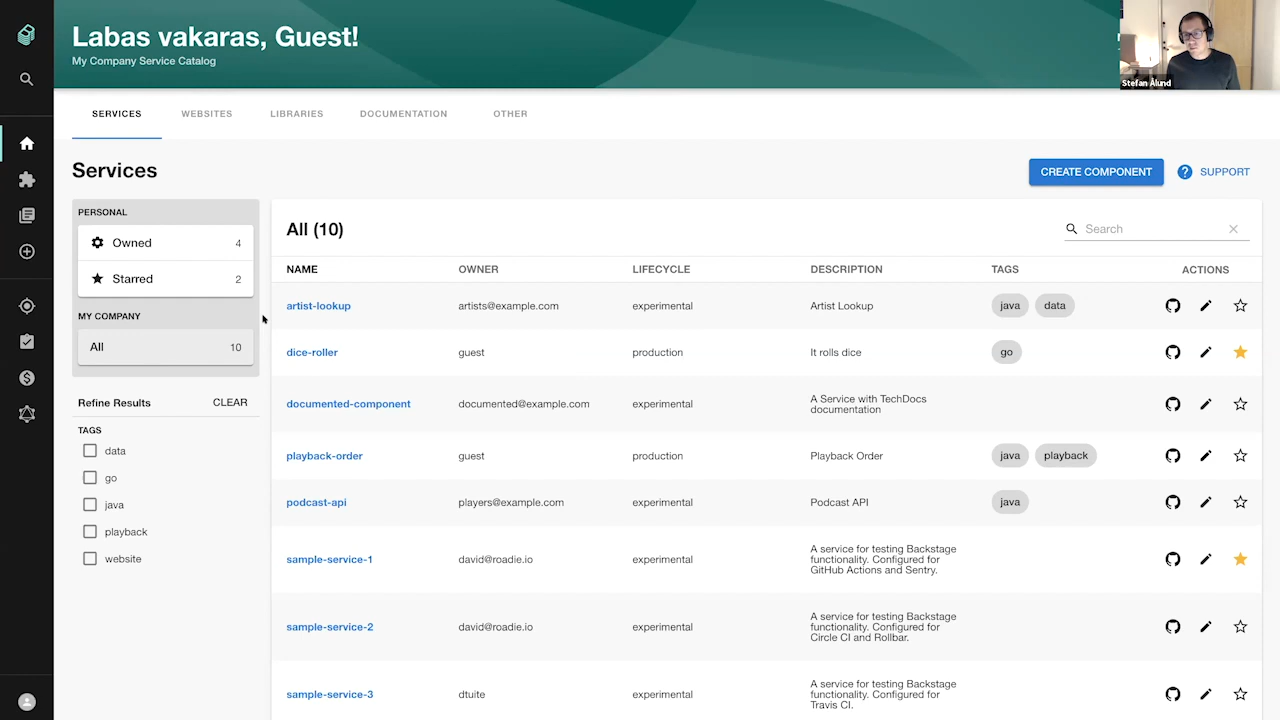 Labas vakaras, Guest!
My Company Service Catalog
Stefan Ålund
SERVICES WEBSITES LIBRARIES DOCUMENTATION OTHER
Services
CREATE COMPONENT
SUPPORT
PERSONAL
Owned 4
Starred 2
MY COMPANY
All 10
Refine Results CLEAR
TAGS
data
go
java
playback
website
All (10)
Search
NAME OWNER LIFECYCLE DESCRIPTION TAGS ACTIONS
artist-lookup artists@example.com experimental Artist Lookup java data
dice-roller guest production It rolls dice go
documented-component documented@example.com experimental A Service with TechDocs
documentation
playback-order guest production Playback Order java playback
podcast-api players@example.com experimental Podcast API java
sample-service-1 david@roadie.io experimental A service for testing Backstage
functionality. Configured for
GitHub Actions and Sentry.
sample-service-2 david@roadie.io experimental A service for testing Backstage
functionality. Configured for
Circle CI and Rollbar.
sample-service-3 dtuite experimental A service for testing Backstage
functionality. Configured for
Travis CI.